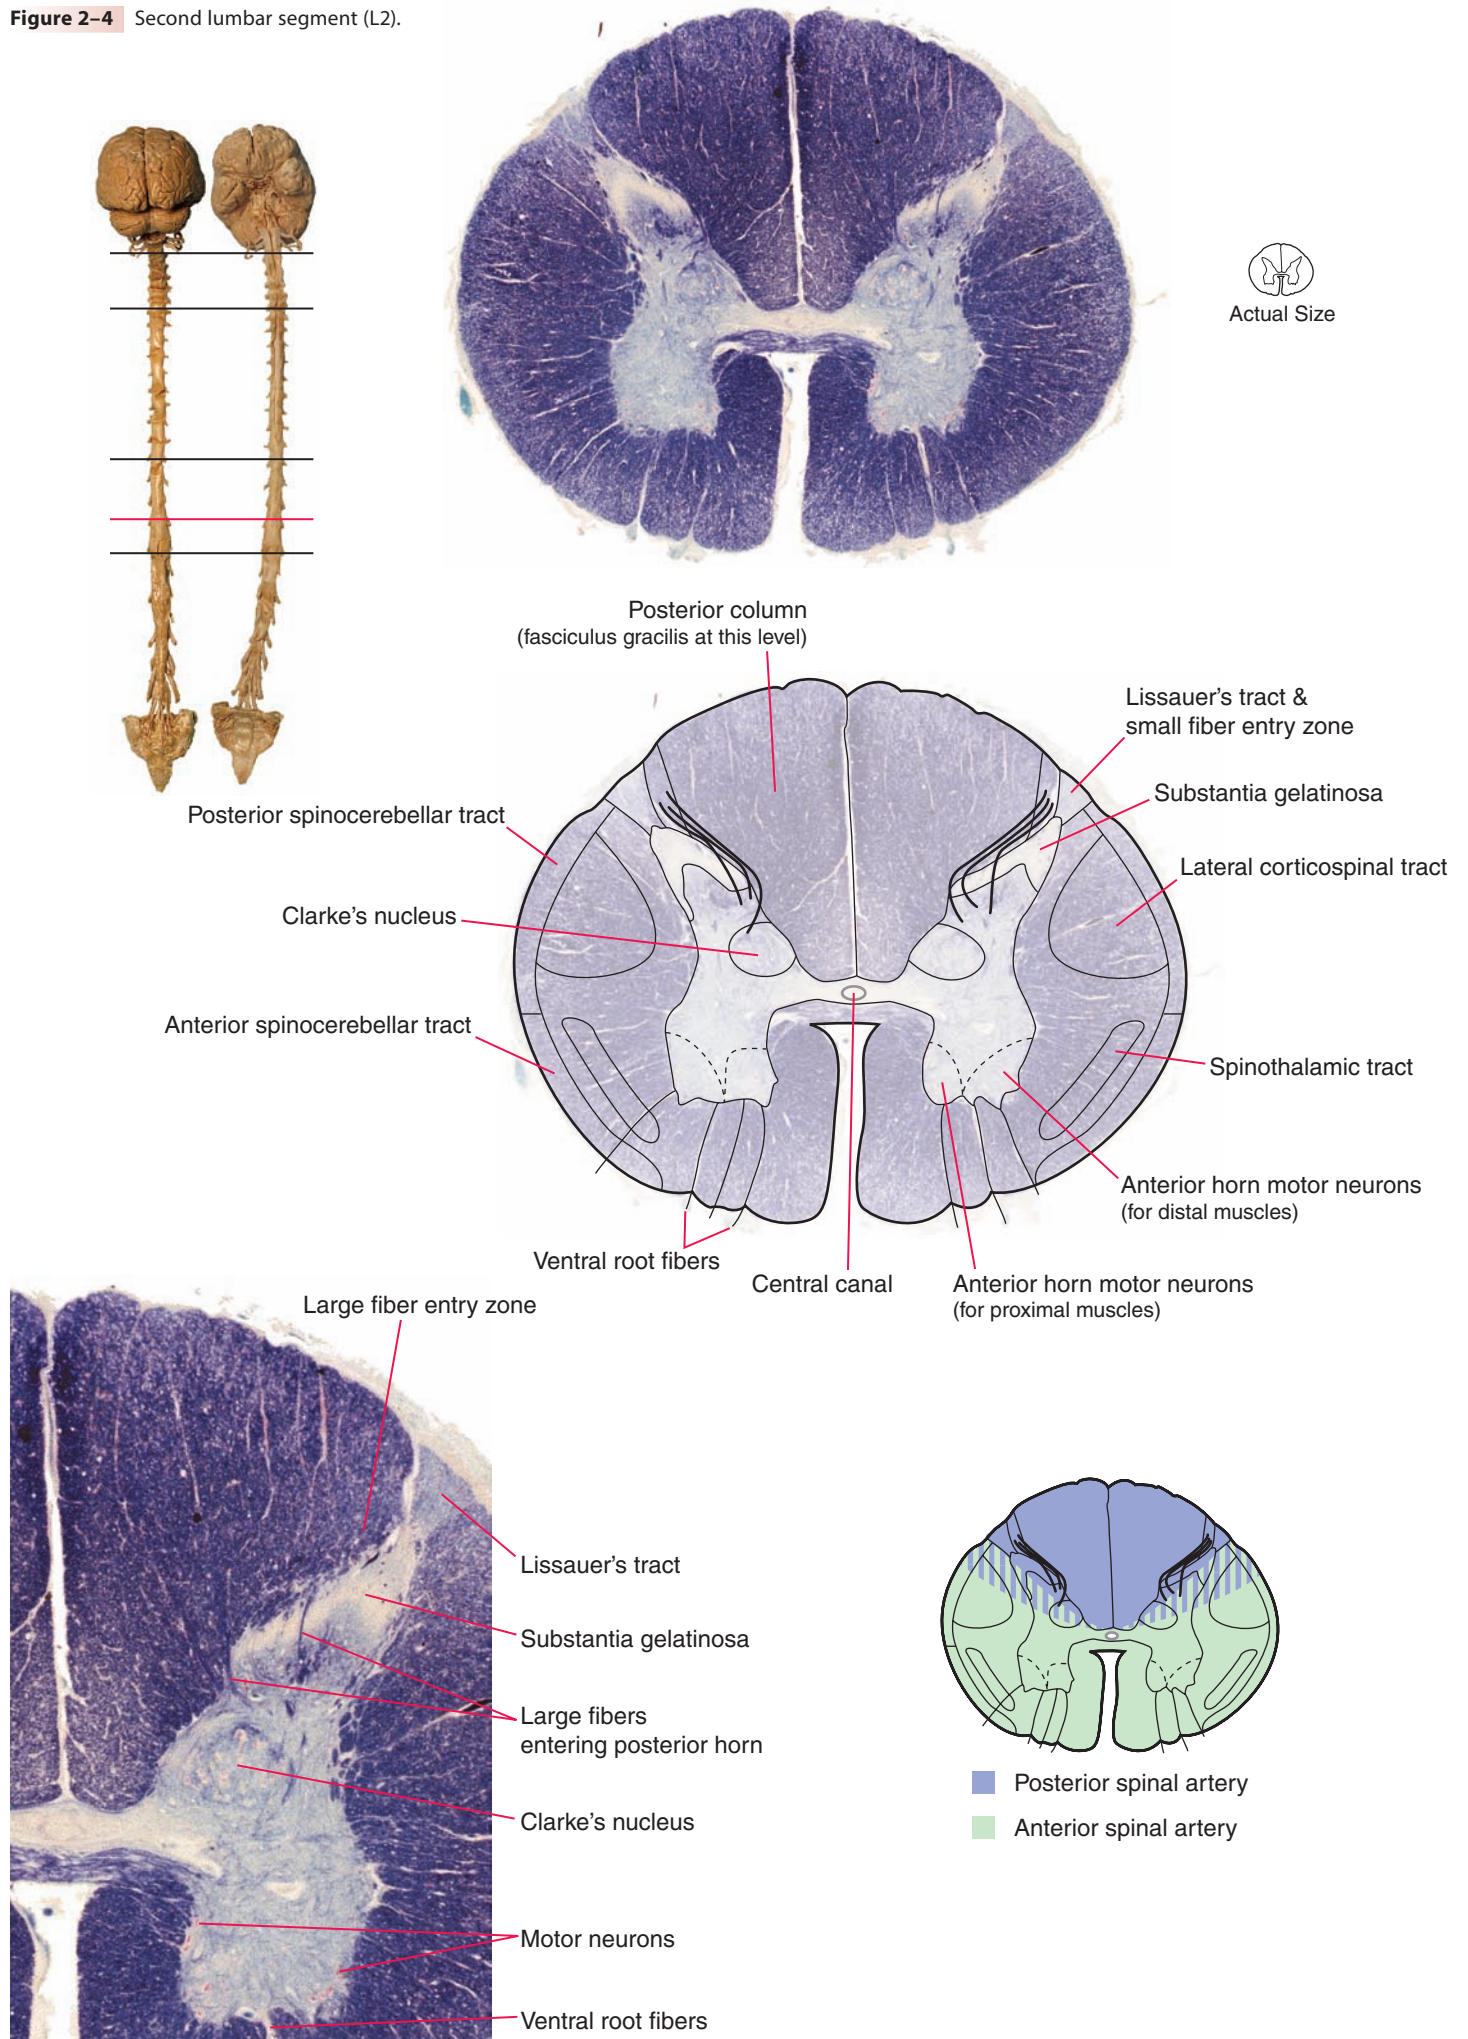 Figure 2–4 Second lumbar segment (L2).
Actual Size
Posterior column
(fasciculus gracilis at this level)
Lissauer’s tract &
small fiber entry zone
Substantia gelatinosa
Posterior spinocerebellar tract
Lateral corticospinal tract
Clarke’s nucleus
Anterior spinocerebellar tract
Spinothalamic tract
Anterior horn motor neurons
(for distal muscles)
Ventral root fibers
Central canal
Anterior horn motor neurons
(for proximal muscles)
Large fiber entry zone
Lissauer’s tract
Substantia gelatinosa
Large fibers
entering posterior horn
Clarke’s nucleus
Motor neurons
Ventral root fibers
Posterior spinal artery
Anterior spinal artery